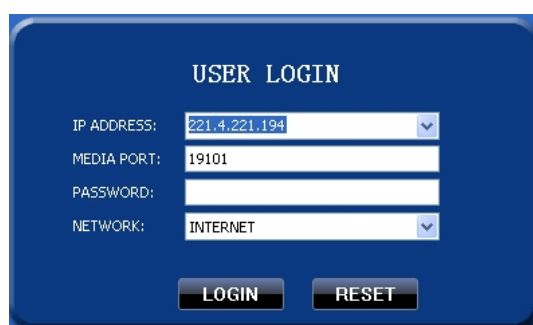 USER LOGIN
IP ADDRESS: 221.4.221.194
MEDIA PORT: 19101
PASSWORD:
NETWORK: INTERNET
LOGIN RESET